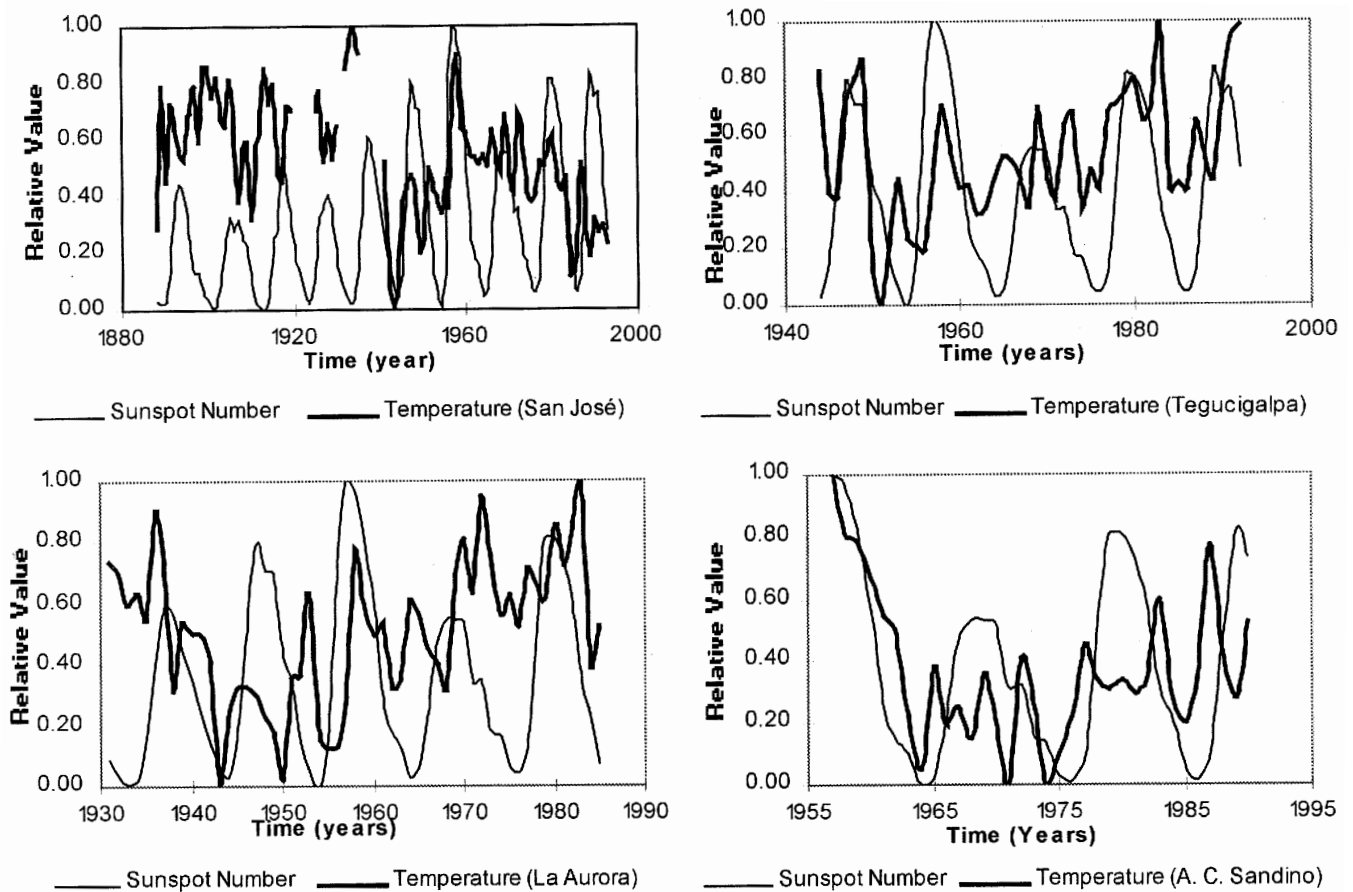 1.00
0.80
0.60
0.40
0.20
0.00
Relative Value
1880
1920
1960
2000
Time (year)
Sunspot Number
Temperature (San José)
1.00
0.80
0.60
0.40
0.20
0.00
Relative Value
1940
1960
1980
2000
Time (years)
Sunspot Number
Temperature (Tegucigalpa)
1.00
0.80
0.60
0.40
0.20
0.00
Relative Value
1930
1940
1950
1960
1970
1980
1990
Time (years)
Sunspot Number
Temperature (La Aurora)
1.00
0.80
0.60
0.40
0.20
0.00
Relative Value
1955
1965
1975
1985
1995
Time (Years)
Sunspot Number
Temperature (A. C. Sandino)